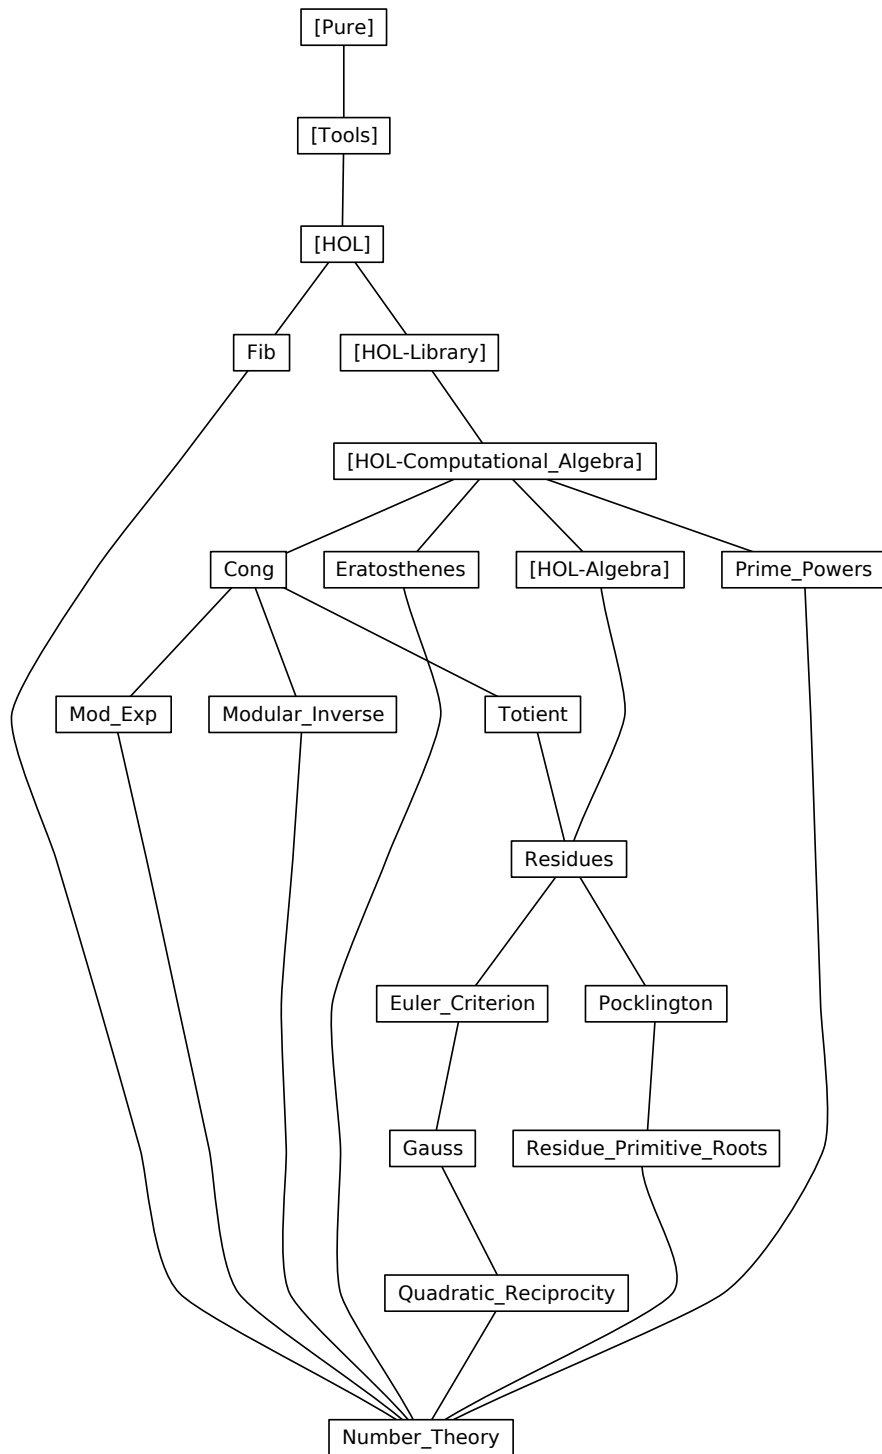 [Pure]
[Tools]
[HOL]
Fib
[HOL-Library]
[HOL-Computational_Algebra]
Cong
Eratosthenes
[HOL-Algebra]
Prime_Powers
Mod_Exp
Modular_Inverse
Totient
Residues
Euler_Criterion
Pocklington
Gauss
Residue_Primitive_Roots
Quadratic_Reciprocity
Number_Theory